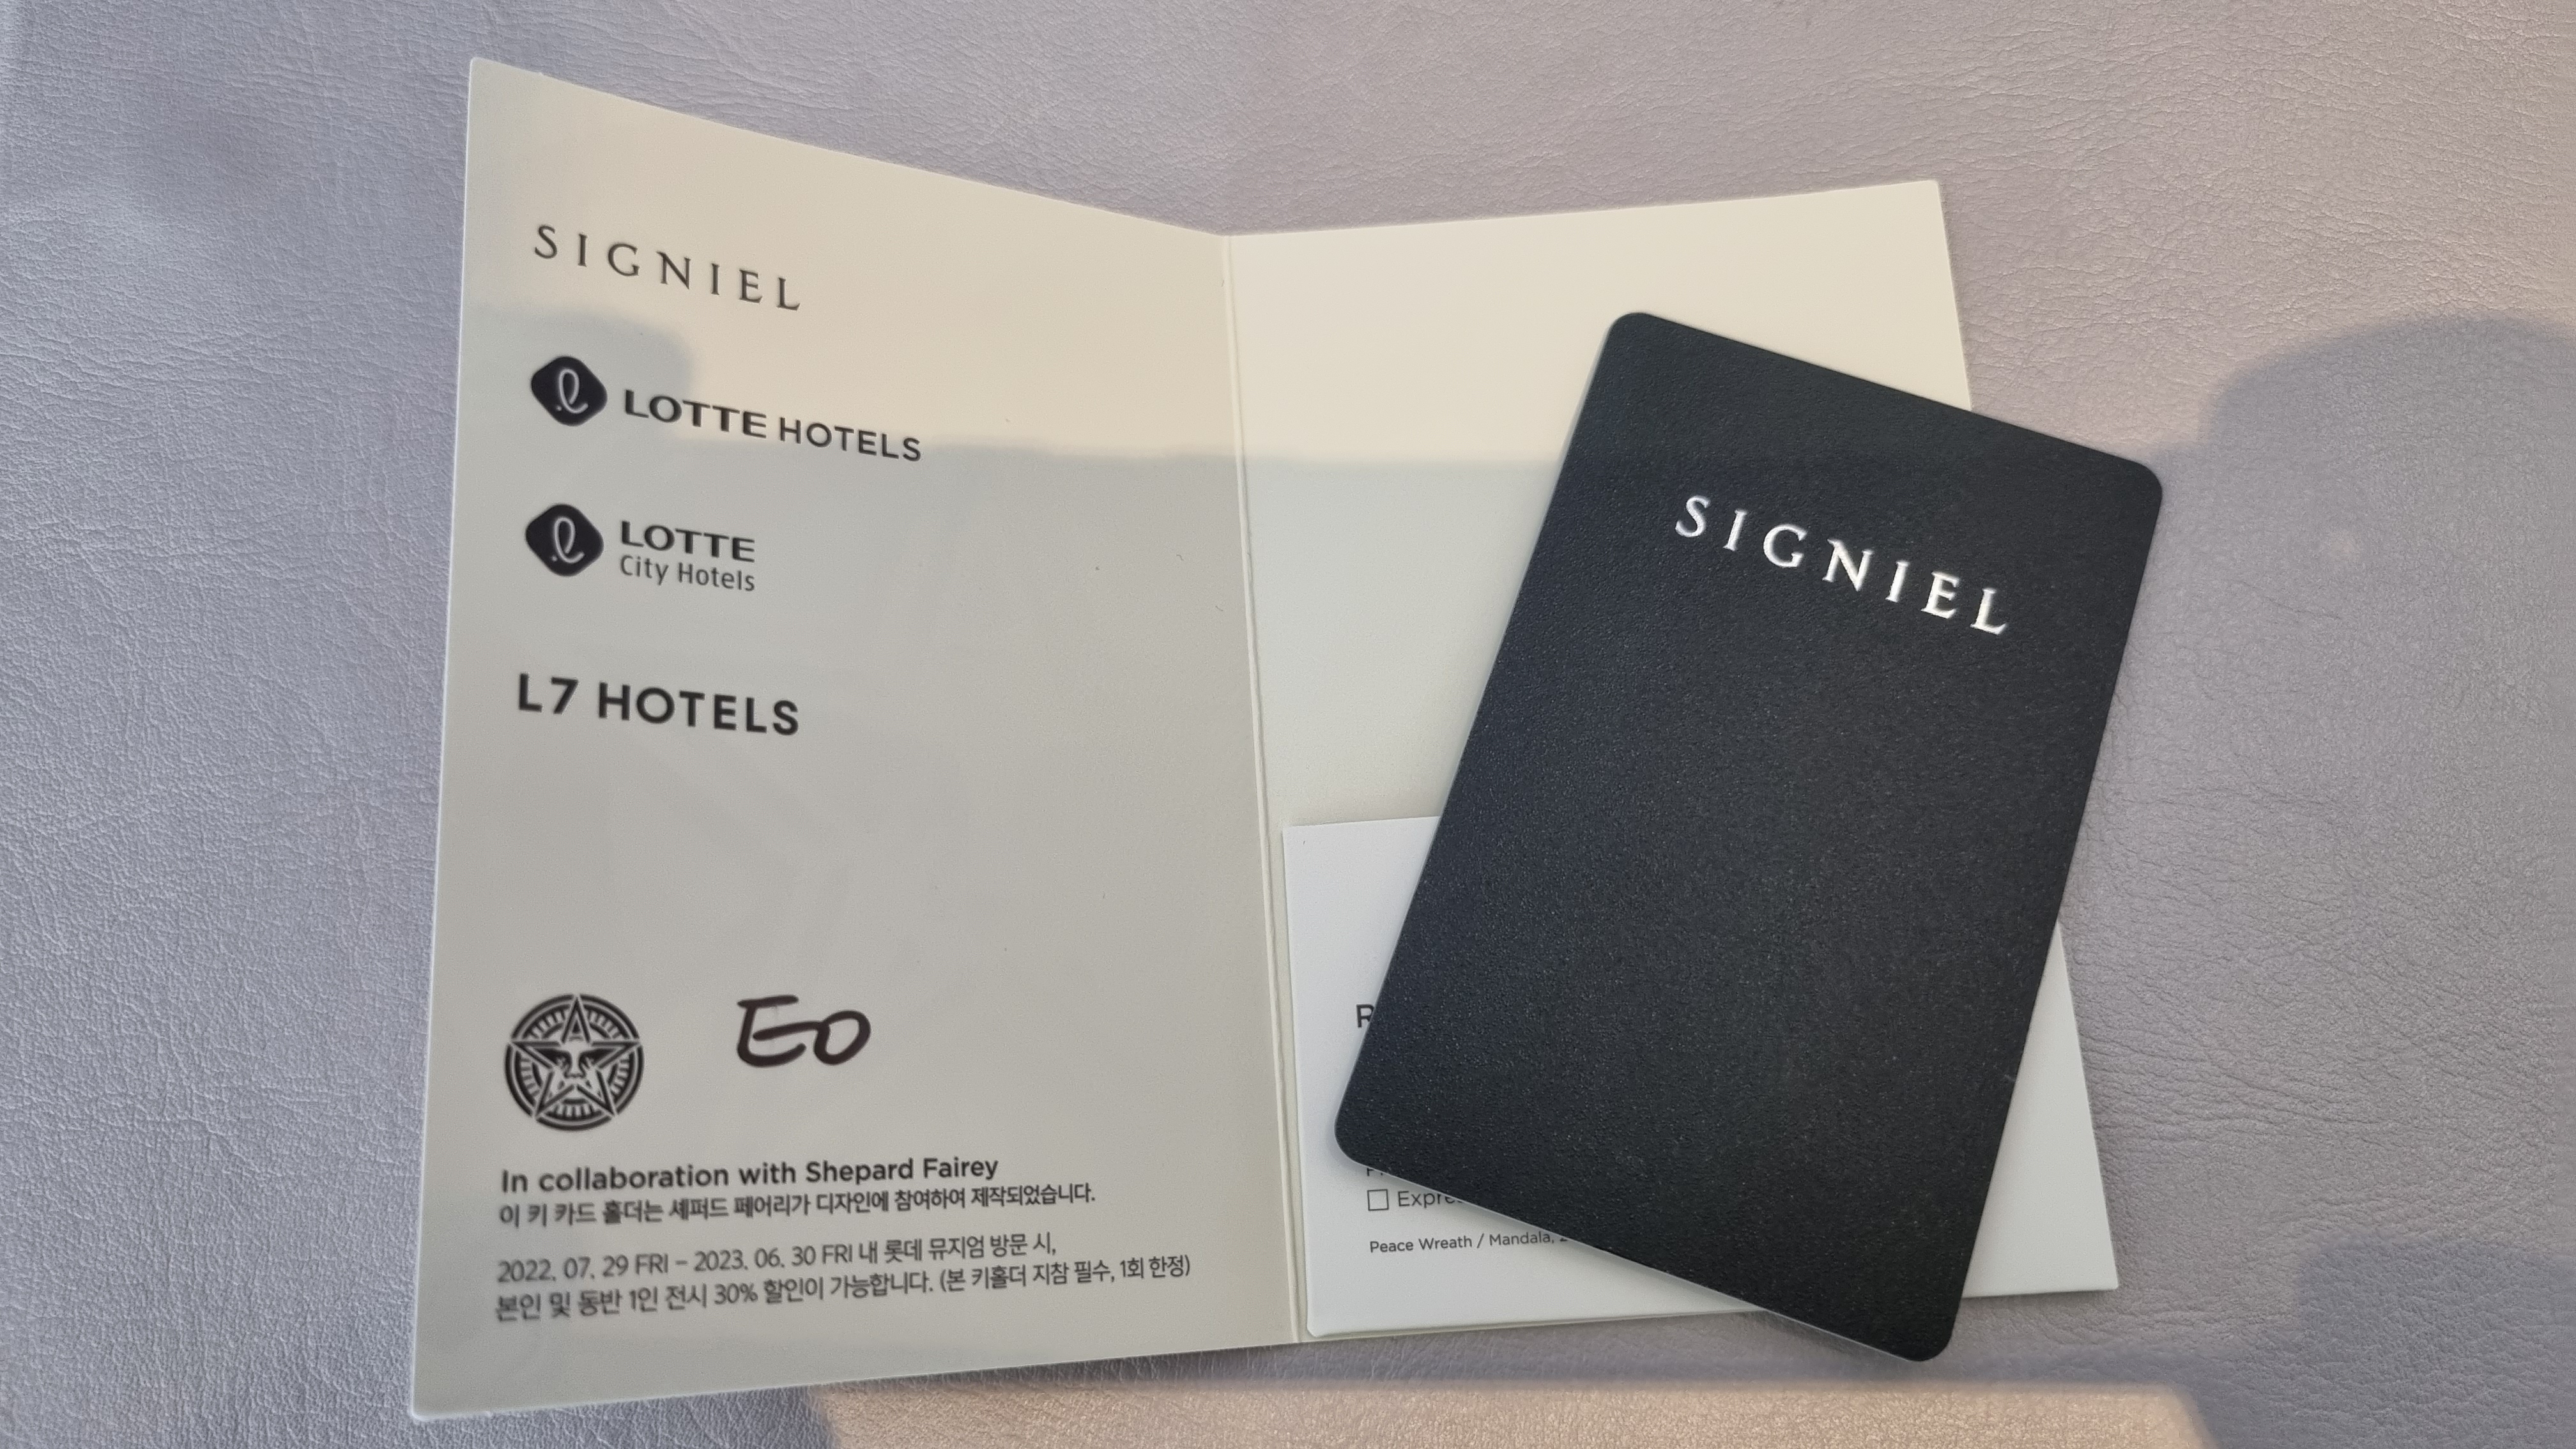 SIGNIEL
LOTTE HOTELS
LOTTE
City Hotels
L7 HOTELS
In collaboration with Shepard Fairey
이 키 카드 홀더는 셰퍼드 페어리가 디자인에 참여하여 제작되었습니다.
2022. 07. 29 FRI – 2023. 06. 30 FRI 내 롯데 뮤지엄 방문 시,
본인 및 동반 1인 전시 30% 할인이 가능합니다. (본 키홀더 지참 필수, 1회 한정)
SIGNIEL
Peace Wreath / Mandala,